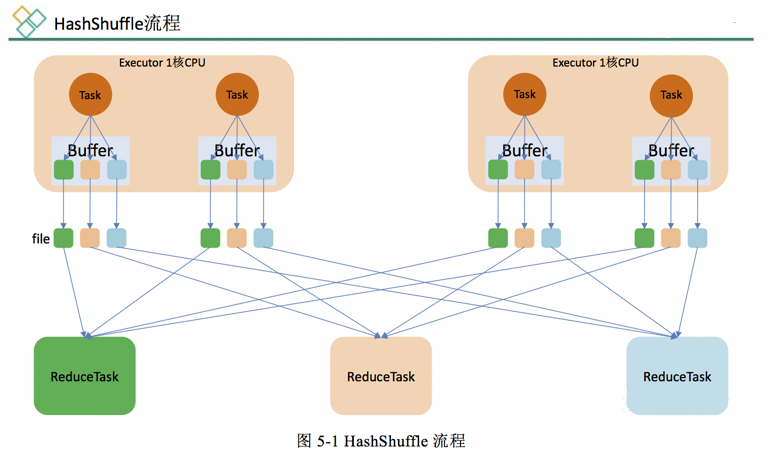 HashShuffle流程
Executor 1核CPU
Executor 1核CPU
Task
Task
Task
Task
Buffer
Buffer
Buffer
Buffer
file
ReduceTask
ReduceTask
ReduceTask
图 5-1 HashShuffle 流程